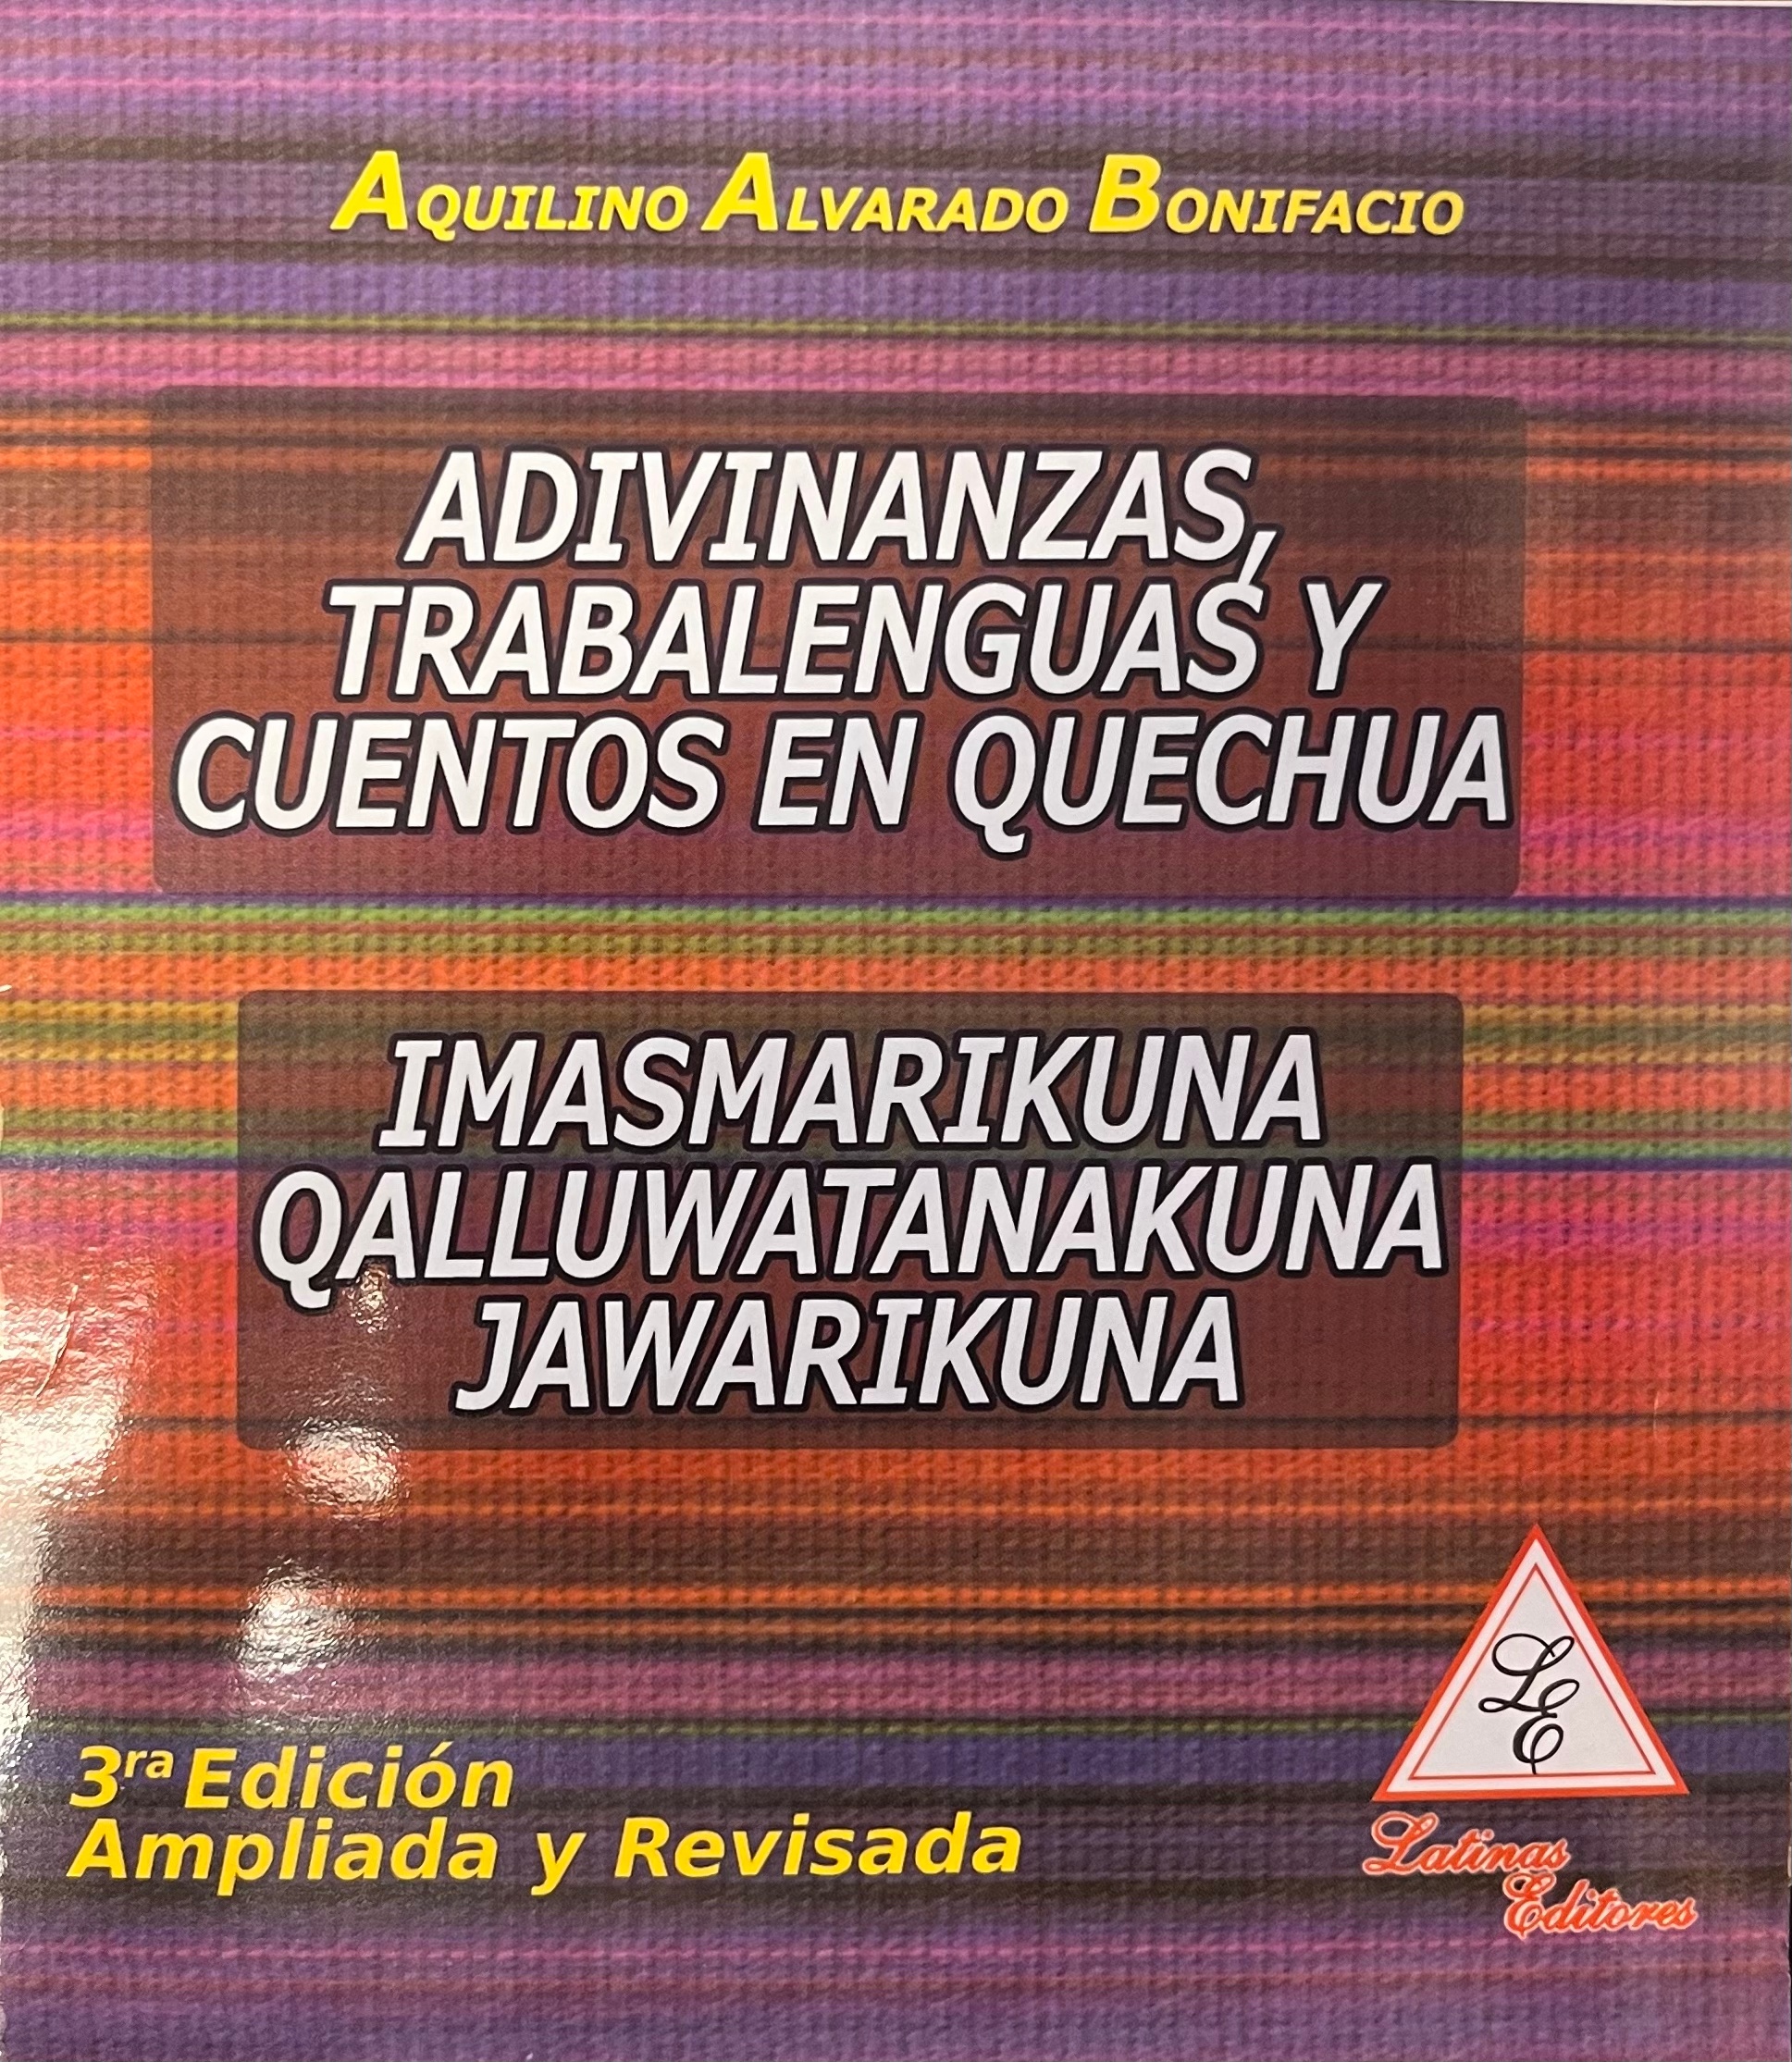 AQUILINO ALVARADO BONIFACIO
ADIVINANZAS,
TRABALENGUAS Y
CUENTOS EN QUECHUA
IMASMARIKUNA
QALLUWATANAKUNA
JAWARIKUNA
3ra Edición
Ampliada y Revisada
LE
Latinas
Editores